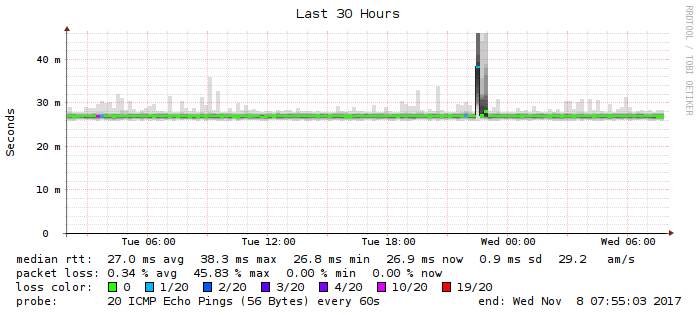 Last 30 Hours
RRDTOOL / TOBI OETIKER
Seconds
40 m
30 m
20 m
10 m
0
Tue 06:00 Tue 12:00 Tue 18:00 Wed 00:00 Wed 06:00
median rtt: 27.0 ms avg 38.3 ms max 26.8 ms min 26.9 ms now 0.9 ms sd 29.2 am/s
packet loss: 0.34 % avg 45.83 % max 0.00 % min 0.00 % now
loss color: 0 1/20 2/20 3/20 4/20 10/20 19/20
probe: 20 ICMP Echo Pings (56 Bytes) every 60s end: Wed Nov 8 07:55:03 2017